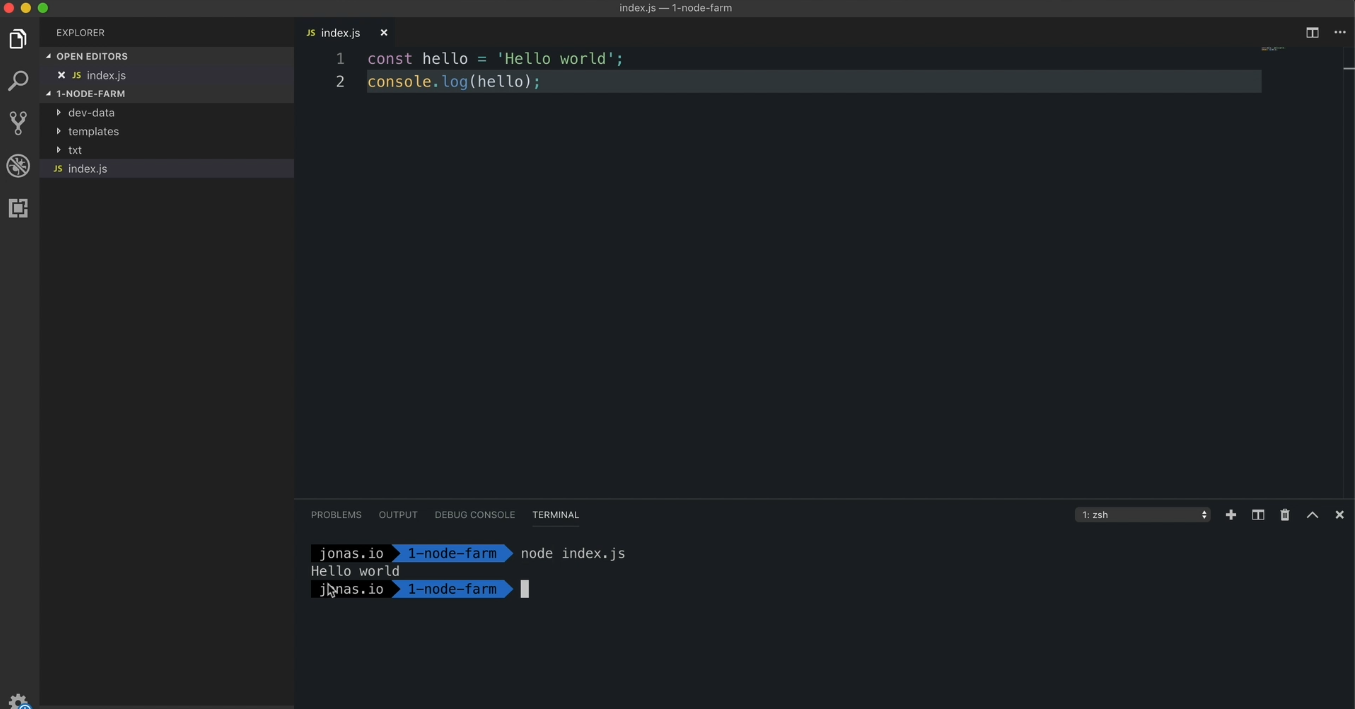 index.js — 1-node-farm
EXPLORER
OPEN EDITORS
JS index.js
1-NODE-FARM
dev-data
templates
txt
JS index.js
JS index.js
1 const hello = 'Hello world';
2 console.log(hello);
PROBLEMS OUTPUT DEBUG CONSOLE TERMINAL 1: zsh
jonas.io 1-node-farm node index.js
Hello world
jonas.io 1-node-farm